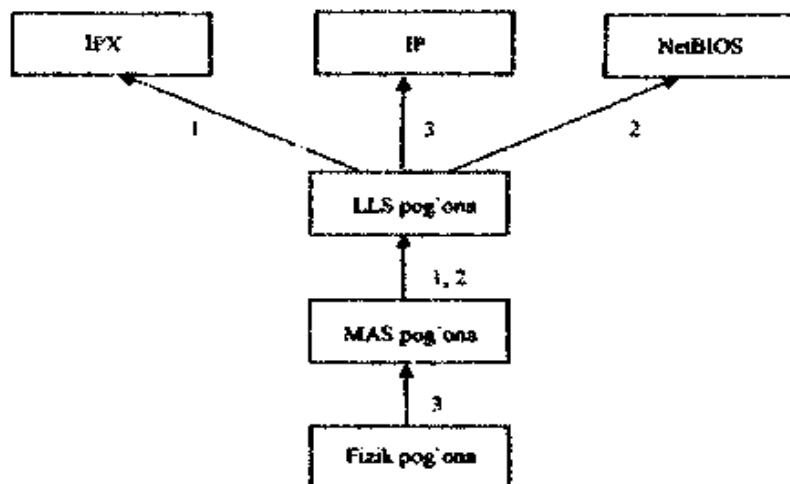 IPX
IP
NetBIOS
1
3
2
LLS pog`ona
1, 2
MAS pog`ona
3
Fizik pog`ona